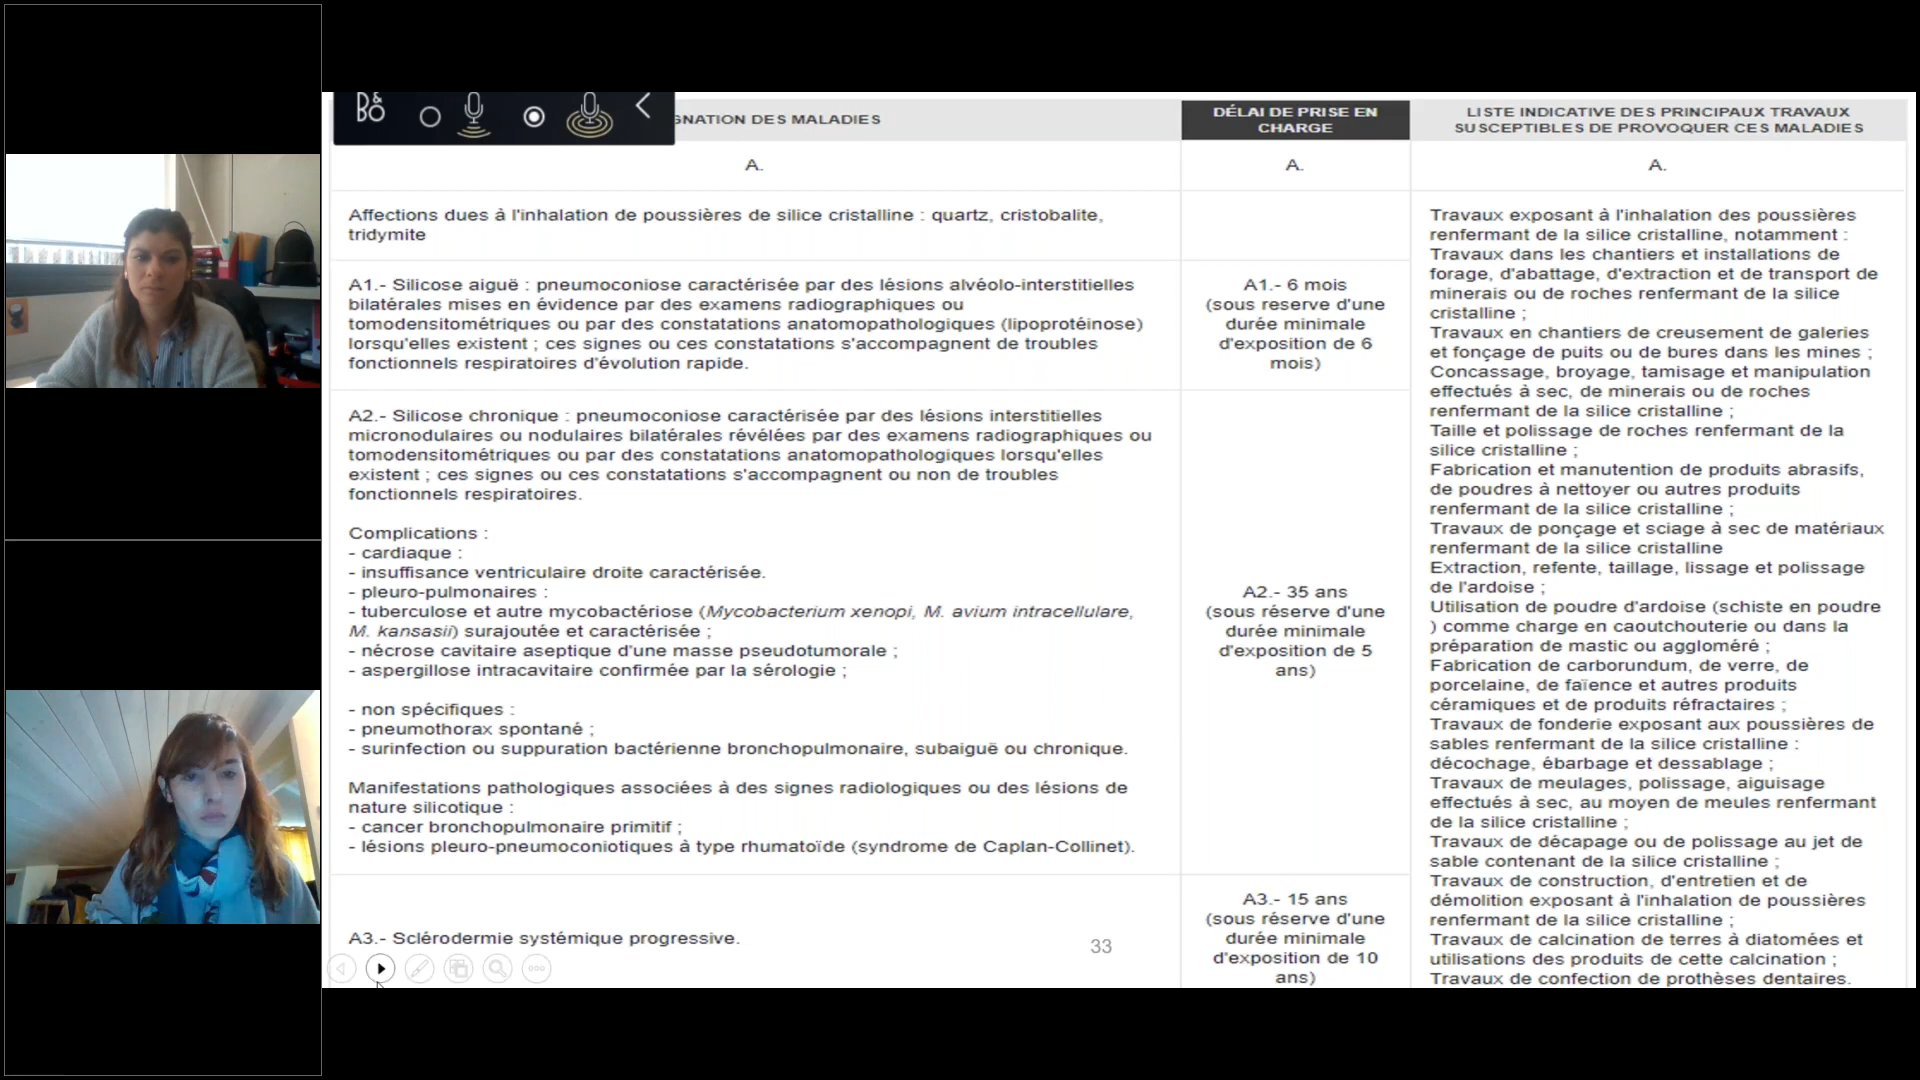 B&O
GNATION DES MALADIES
DÉLAI DE PRISE EN
CHARGE
LISTE INDICATIVE DES PRINCIPAUX TRAVAUX
SUSCEPTIBLES DE PROVOQUER CES MALADIES
A.
A.
A.
Affections dues à l'inhalation de poussières de silice cristalline : quartz, cristobalite,
tridymite
A1.- Silicose aiguë : pneumoconiose caractérisée par des lésions alvéolo-interstitielles
bilatérales mises en évidence par des examens radiographiques ou
tomodensitométriques ou par des constatations anatomopathologiques (lipoprotéinose)
lorsqu'elles existent ; ces signes ou ces constatations s'accompagnent de troubles
fonctionnels respiratoires d'évolution rapide.
A1.- 6 mois
(sous reserve d'une
durée minimale
d'exposition de 6
mois)
A2.- Silicose chronique : pneumoconiose caractérisée par des lésions interstitielles
micronodulaires ou nodulaires bilatérales révélées par des examens radiographiques ou
tomodensitométriques ou par des constatations anatomopathologiques lorsqu'elles
existent ; ces signes ou ces constatations s'accompagnent ou non de troubles
fonctionnels respiratoires.
Complications :
- cardiaque :
- insuffisance ventriculaire droite caractérisée.
- pleuro-pulmonaires :
- tuberculose et autre mycobactériose (Mycobacterium xenopi, M. avium intracellulare,
M. kansasii) surajoutée et caractérisée ;
- nécrose cavitaire aseptique d'une masse pseudotumorale ;
- aspergillose intracavitaire confirmée par la sérologie ;
- non spécifiques :
- pneumothorax spontané ;
- surinfection ou suppuration bactérienne bronchopulmonaire, subaiguë ou chronique.
Manifestations pathologiques associées à des signes radiologiques ou des lésions de
nature silicotique :
- cancer bronchopulmonaire primitif ;
- lésions pleuro-pneumoconiotiques à type rhumatoïde (syndrome de Caplan-Collinet).
A2.- 35 ans
(sous réserve d'une
durée minimale
d'exposition de 5
ans)
A3.- Sclérodermie systémique progressive.
A3.- 15 ans
(sous réserve d'une
durée minimale
d'exposition de 10
ans)
33
Travaux exposant à l'inhalation des poussières
renfermant de la silice cristalline, notamment :
Travaux dans les chantiers et installations de
forage, d'abattage, d'extraction et de transport de
minerais ou de roches renfermant de la silice
cristalline ;
Travaux en chantiers de creusement de galeries
et fonçage de puits ou de bures dans les mines ;
Concassage, broyage, tamisage et manipulation
effectués à sec, de minerais ou de roches
renfermant de la silice cristalline ;
Taille et polissage de roches renfermant de la
silice cristalline ;
Fabrication et manutention de produits abrasifs,
de poudres à nettoyer ou autres produits
renfermant de la silice cristalline ;
Travaux de ponçage et sciage à sec de matériaux
renfermant de la silice cristalline
Extraction, refente, taillage, lissage et polissage
de l'ardoise ;
Utilisation de poudre d'ardoise (schiste en poudre
) comme charge en caoutchouterie ou dans la
préparation de mastic ou aggloméré ;
Fabrication de carborundum, de verre, de
porcelaine, de faïence et autres produits
céramiques et de produits réfractaires ;
Travaux de fonderie exposant aux poussières de
sables renfermant de la silice cristalline :
décochage, ébarbage et dessablage ;
Travaux de meulages, polissage, aiguisage
effectués à sec, au moyen de meules renfermant
de la silice cristalline ;
Travaux de décapage ou de polissage au jet de
sable contenant de la silice cristalline ;
Travaux de construction, d'entretien et de
démolition exposant à l'inhalation de poussières
renfermant de la silice cristalline ;
Travaux de calcination de terres à diatomées et
utilisations des produits de cette calcination ;
Travaux de confection de prothèses dentaires.